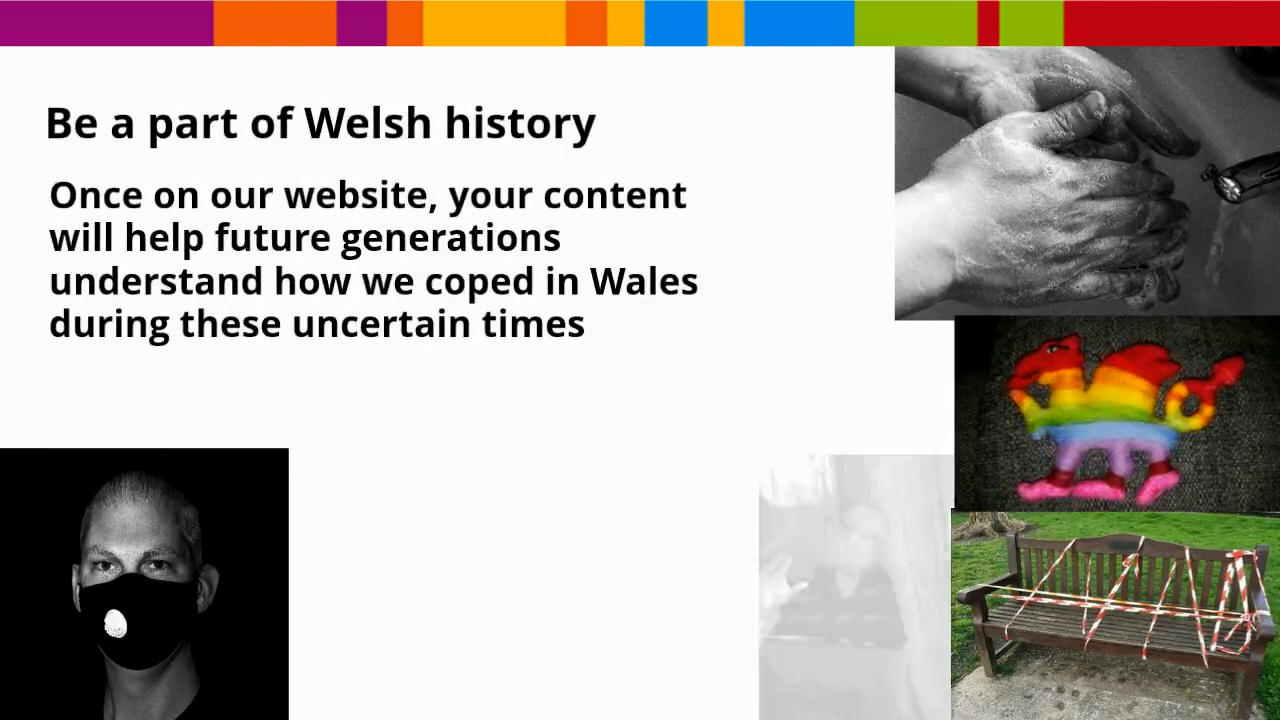 Be a part of Welsh history
Once on our website, your content
will help future generations
understand how we coped in Wales
during these uncertain times